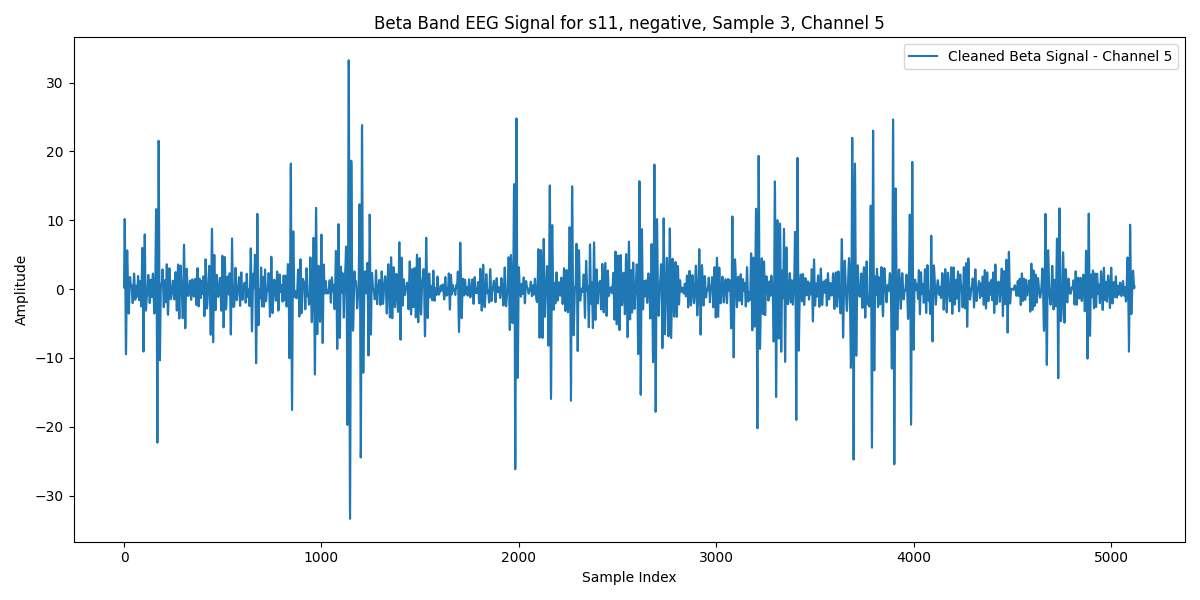 Beta Band EEG Signal for s11, negative, Sample 3, Channel 5
Cleaned Beta Signal - Channel 5
Amplitude
30
20
10
0
−10
−20
−30
0 1000 2000 3000 4000 5000
Sample Index